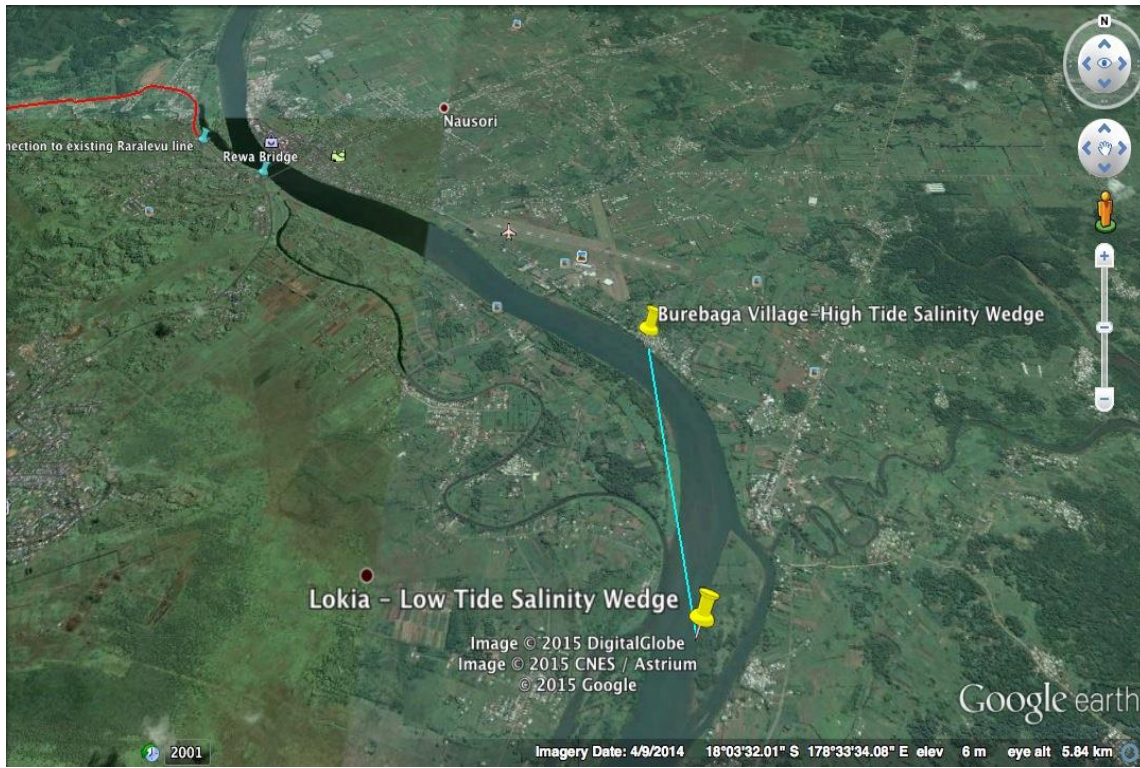 N
Nausori
nection to existing Raralevu line
Rewa Bridge
Burebaga Village-High Tide Salinity Wedge
Lokia - Low Tide Salinity Wedge
Image © 2015 DigitalGlobe
Image © 2015 CNES / Astrium
© 2015 Google
Google earth
2001
Imagery Date: 4/9/2014 18°03'32.01" S 178°33'34.08" E elev 6 m eye alt 5.84 km